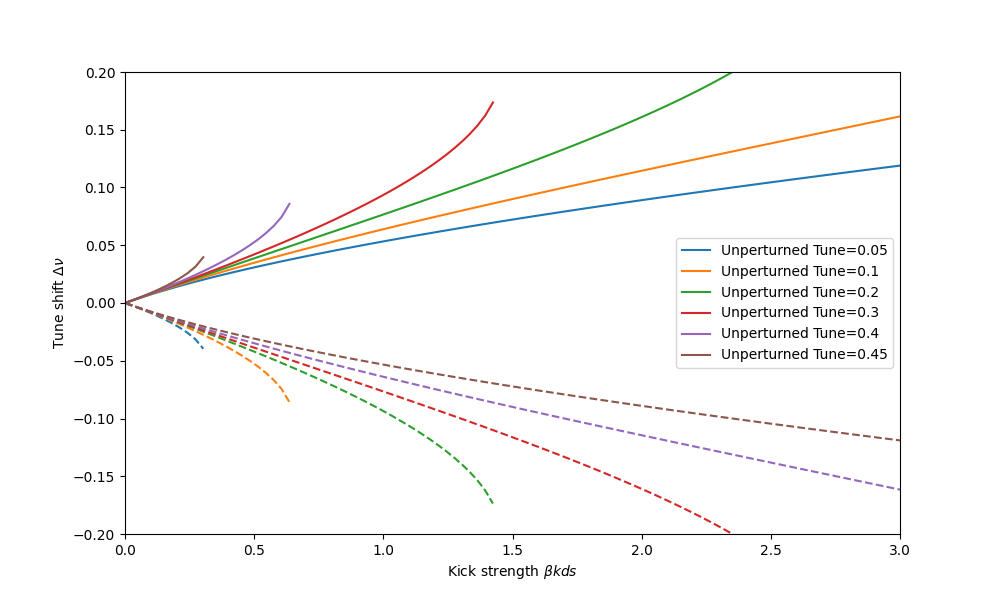 0.20
0.15
0.10
0.05
0.00
−0.05
−0.10
−0.15
−0.20
Tune shift Δν
Unperturned Tune=0.05
Unperturned Tune=0.1
Unperturned Tune=0.2
Unperturned Tune=0.3
Unperturned Tune=0.4
Unperturned Tune=0.45
0.0 0.5 1.0 1.5 2.0 2.5 3.0
Kick strength βkds